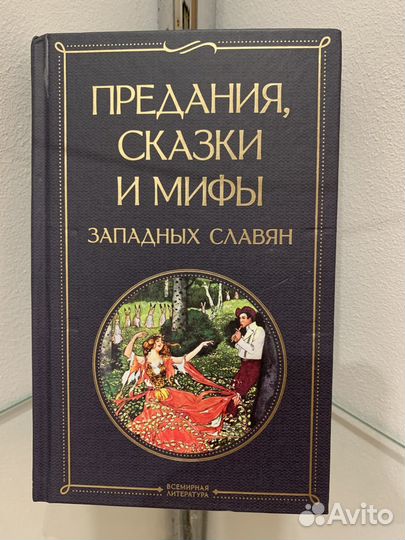 ПРЕДАНИЯ,
СКАЗКИ
И МИФЫ
ЗАПАДНЫХ СЛАВЯН
ВСЕМИРНАЯ
ЛИТЕРАТУРА
Avito